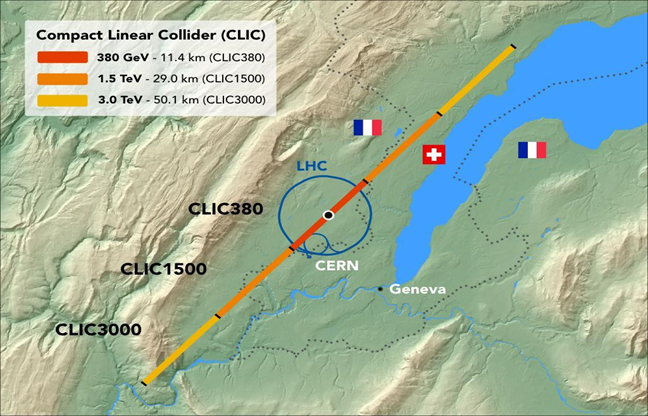 Compact Linear Collider (CLIC)
380 GeV - 11.4 km (CLIC380)
1.5 TeV - 29.0 km (CLIC1500)
3.0 TeV - 50.1 km (CLIC3000)
LHC
CLIC380
CERN
CLIC1500
Geneva
CLIC3000